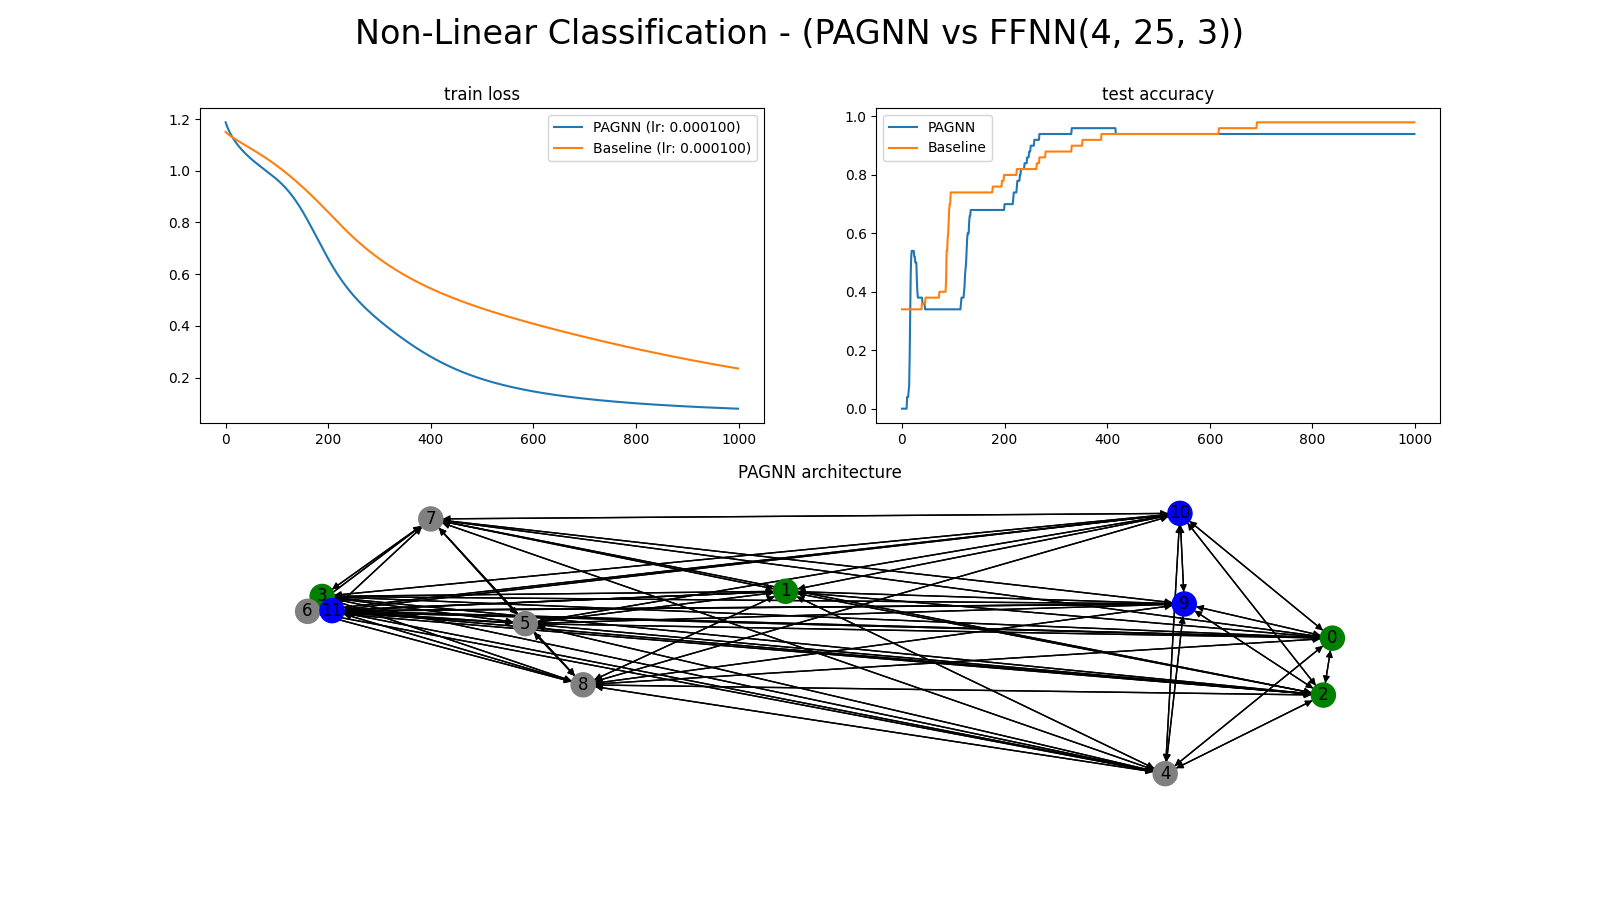 Non-Linear Classification - (PAGNN vs FFNN(4, 25, 3))
train loss
1.2
1.0
0.8
0.6
0.4
0.2
0 200 400 600 800 1000
PAGNN (lr: 0.000100)
Baseline (lr: 0.000100)
test accuracy
1.0
0.8
0.6
0.4
0.2
0.0
0 200 400 600 800 1000
PAGNN
Baseline
PAGNN architecture
10
7
1
3
9
6 11
5
0
8
2
4